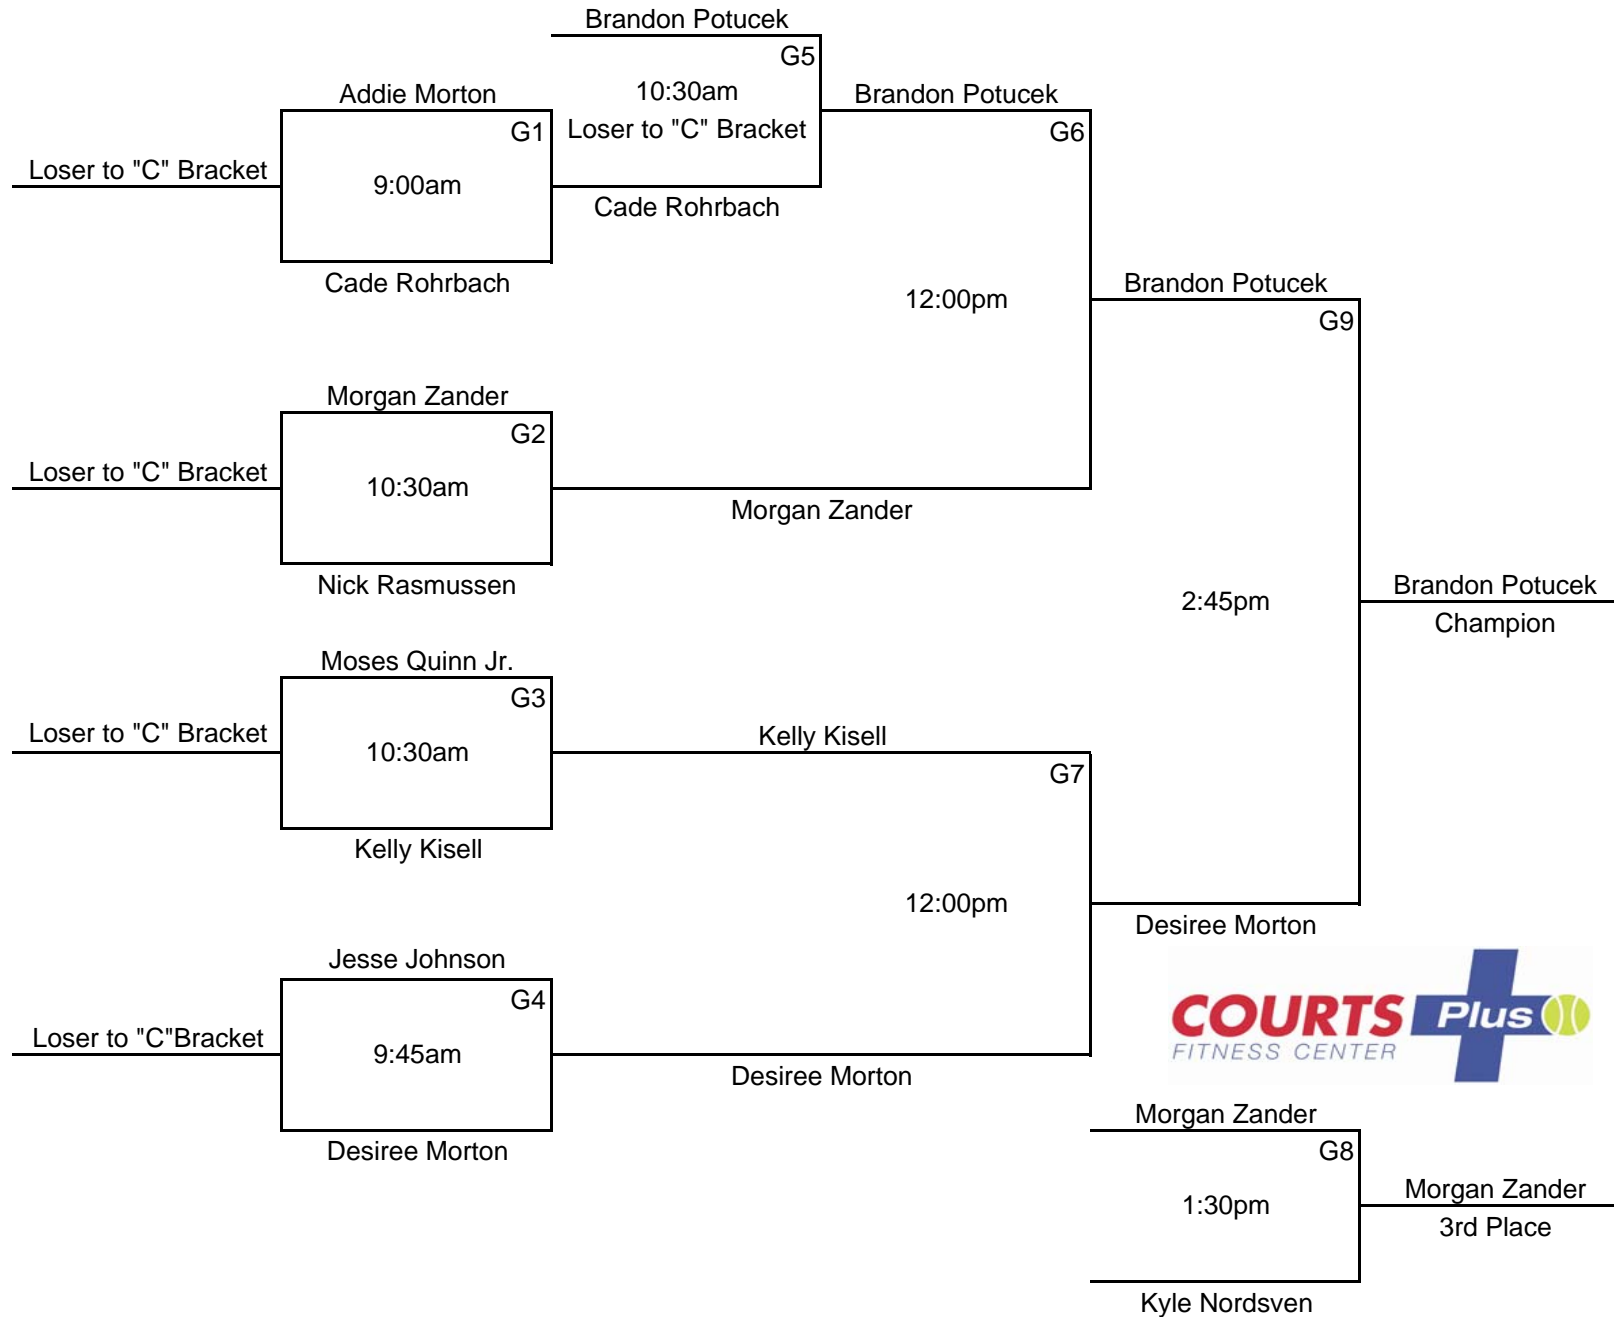 Brandon Potucek
G5
Addie Morton
10:30am
Brandon Potucek
G1
Loser to "C" Bracket
G6
Loser to "C" Bracket
9:00am
Cade Rohrbach
Cade Rohrbach
12:00pm
Brandon Potucek
G9
Morgan Zander
G2
Loser to "C" Bracket
10:30am
Morgan Zander
Nick Rasmussen
2:45pm
Brandon Potucek
Champion
Moses Quinn Jr.
G3
Loser to "C" Bracket
10:30am
Kelly Kisell
G7
Kelly Kisell
12:00pm
Desiree Morton
Jesse Johnson
G4
Loser to "C"Bracket
9:45am
Desiree Morton
Desiree Morton
COURTS Plus
FITNESS CENTER
Morgan Zander
G8
1:30pm
Morgan Zander
3rd Place
Kyle Nordsven